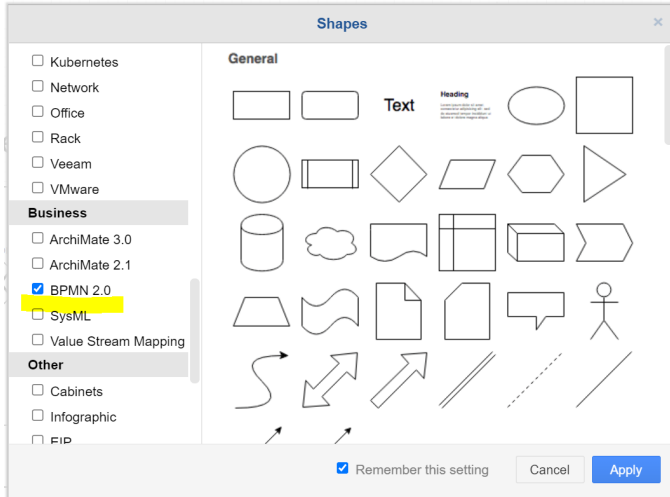 Shapes
×
Kubernetes
Network
Office
Rack
Veeam
VMware
Business
ArchiMate 3.0
ArchiMate 2.1
BPMN 2.0
SysML
Value Stream Mapping
Other
Cabinets
Infographic
EIP
General
Text
Heading
Remember this setting
Cancel
Apply